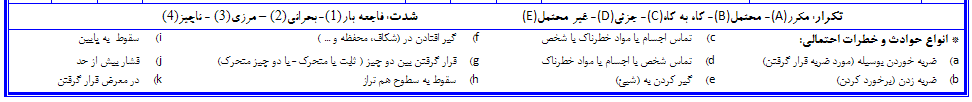 تکرار، مکرر(A)- محتمل(B)- گاه به گاه(C)- جزئی(D)- غیر محتمل(E) شدت، فاجعه بار(1)-بحرانی(2)– مرزی(3) - ناچیز(4)
* انواع حوادث و خطرات احتمالی: c) تماس اجسام یا مواد خطرناک با شخص f) گیر افتادن در (شکاف، محفظه و ... ) i) سقوط به پایین
a) ضربه خوردن بوسیله (مورد ضربه قرار گرفتن) d) تماس شخص با اجسام یا مواد خطرناک g) قرار گرفتن بین دو چیز ( ثابت یا متحرک – یا دو چیز متحرک) j) فشار بیش از حد
b) ضربه زدن (برخورد کردن) e) گیر کردن به (شیئ) h) سقوط به سطوح هم تراز k) در معرض قرار گرفتن